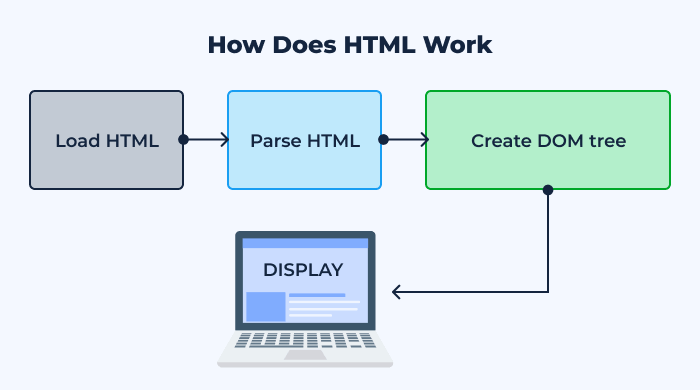 How Does HTML Work
Load HTML
Parse HTML
Create DOM tree
DISPLAY